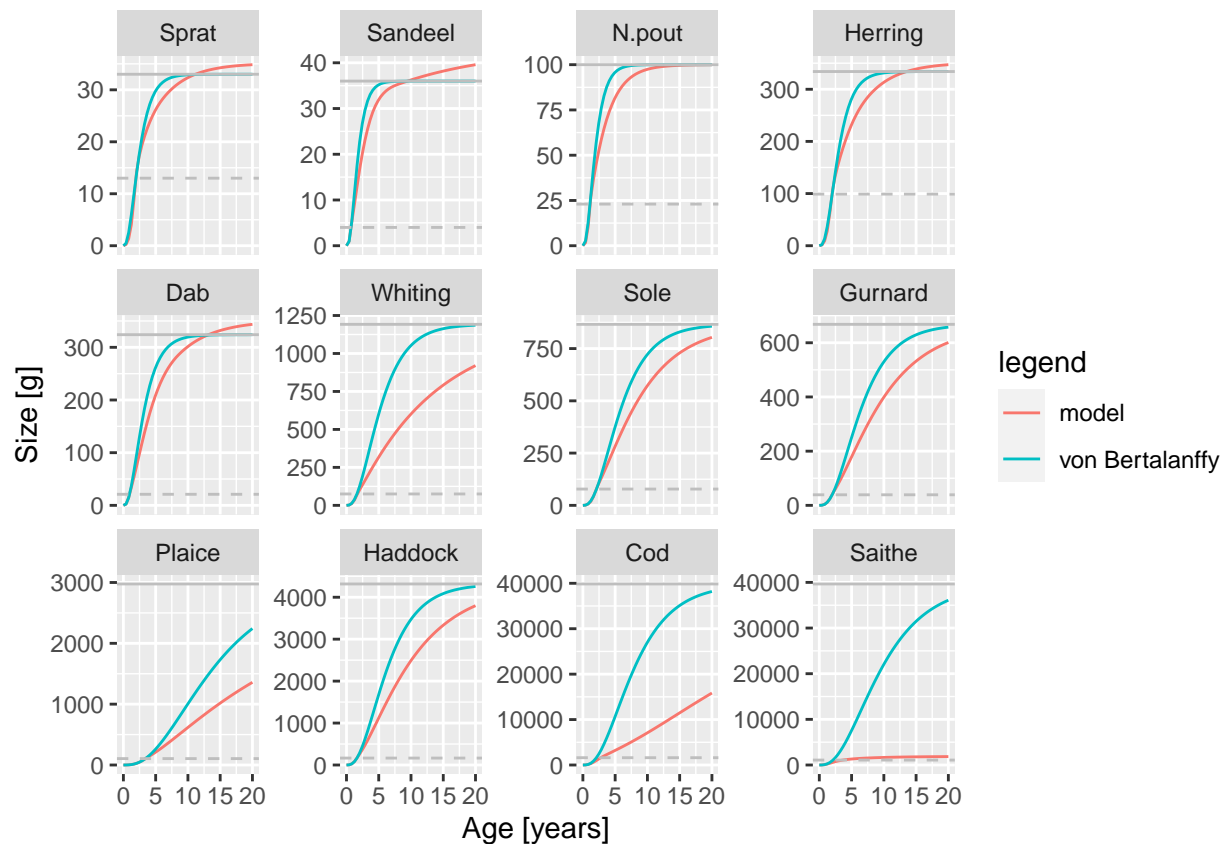 Sprat Sandeel N.pout Herring
0 10 20 30
0 10 20 30 40
0 25 50 75 100
0 100 200 300
Dab Whiting Sole Gurnard
0 100 200 300
0 250 500 750 1000 1250
0 250 500 750
0 200 400 600
Plaice Haddock Cod Saithe
0 1000 2000 3000
0 1000 2000 3000 4000
0 10000 20000 30000 40000
0 10000 20000 30000 40000
0 5 10 15 20
0 5 10 15 20
0 5 10 15 20
0 5 10 15 20
Age [years]
Size [g]
legend
model
von Bertalanffy